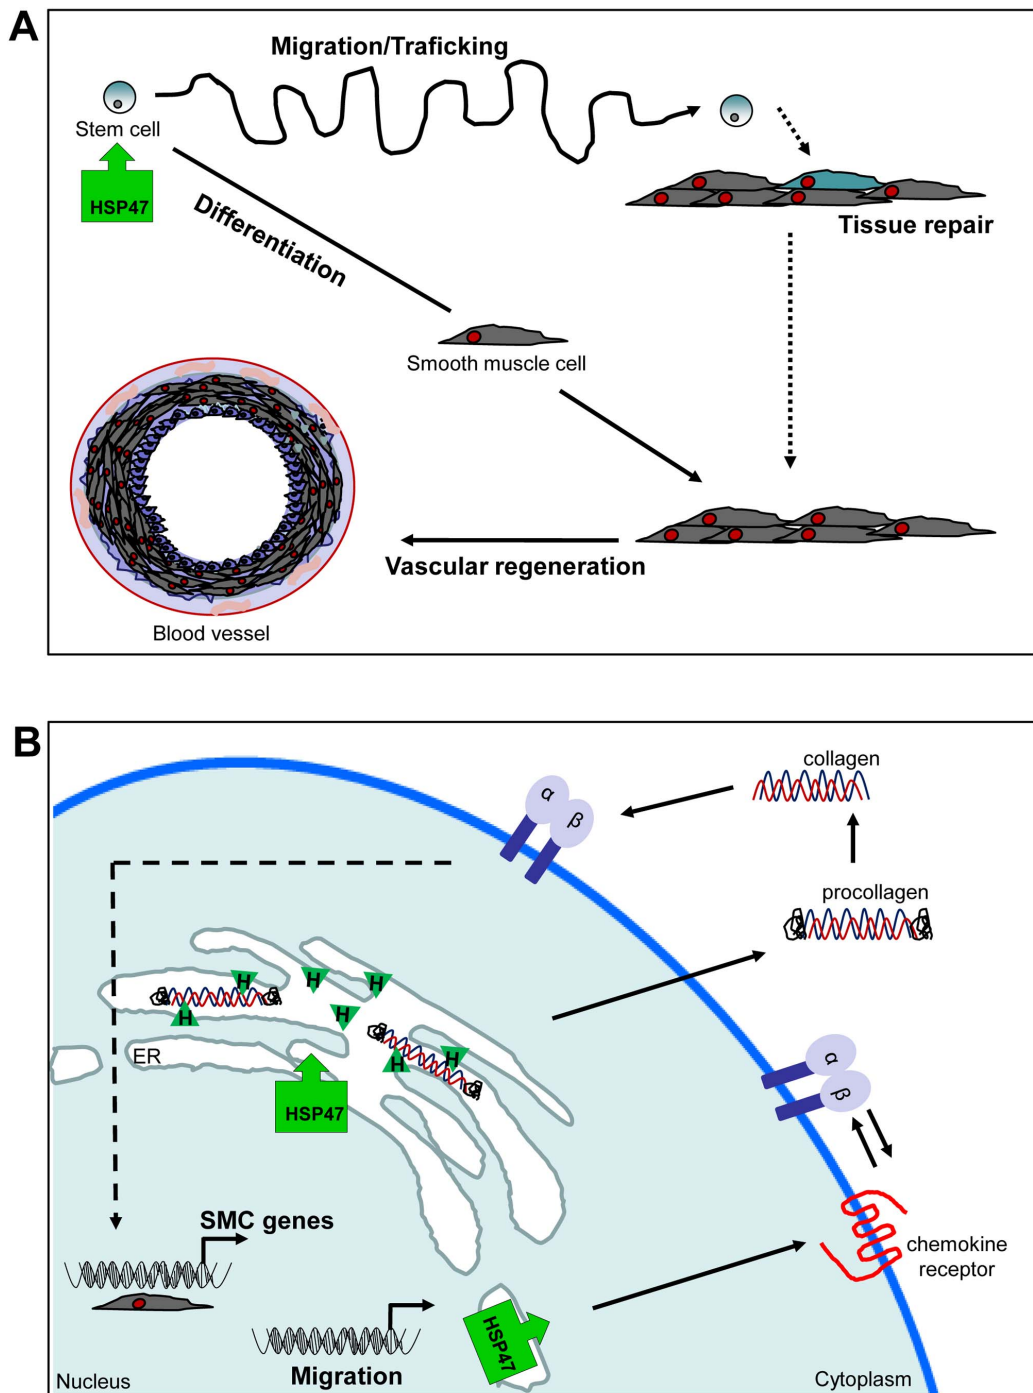 A
Migration/Traficking
Stem cell
HSP47
Differentiation
Tissue repair
Smooth muscle cell
Vascular regeneration
Blood vessel
B
collagen
α
β
procollagen
H
H
H
H
H
H
H
ER
HSP47
α
β
SMC genes
chemokine
receptor
HSP47
Migration
Nucleus
Cytoplasm